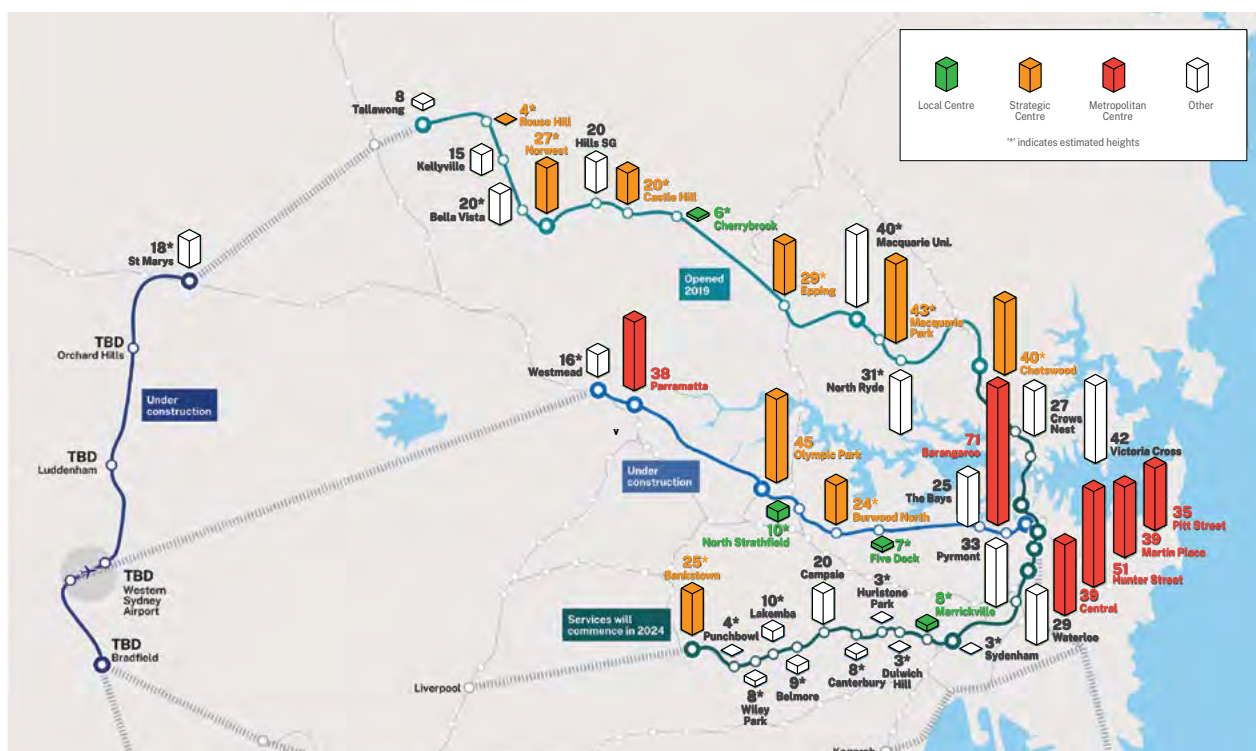 Local Centre
Strategic
Centre
Metropolitan
Centre
Other
'*' indicates estimated heights
8
Tallawong
4*
Rouse Hill
15
Kellyville
27*
Norwest
20
Hills SG
20*
Bella Vista
20*
Castle Hill
6*
Cherrybrook
18*
St Marys
Opened
2019
29*
Epping
40*
Macquarie Uni.
43*
Macquarie
Park
TBD
Orchard Hills
16*
Westmead
38
Parramatta
31*
North Ryde
40*
Chatswood
Under
construction
v
27
Crows
Nest
71
Barangaroo
42
Victoria Cross
45
Olympic Park
TBD
Luddenham
Under
construction
25
The Bays
24*
Burwood North
10*
North Strathfield
7*
Five Dock
35
Pitt Street
39
Martin Place
51
Hunter Street
33
Pyrmont
39
Central
TBD
Western
Sydney
Airport
25*
Bankstown
20
Campsie
3*
Hurlstone
Park
8*
Marrickville
Services will
commence in 2024
4*
Punchbowl
10*
Lakemba
29
Waterloo
3*
Sydenham
TBD
Bradfield
Liverpool
8*
Wiley
Park
9*
Belmore
8*
Canterbury
3*
Dulwich
Hill